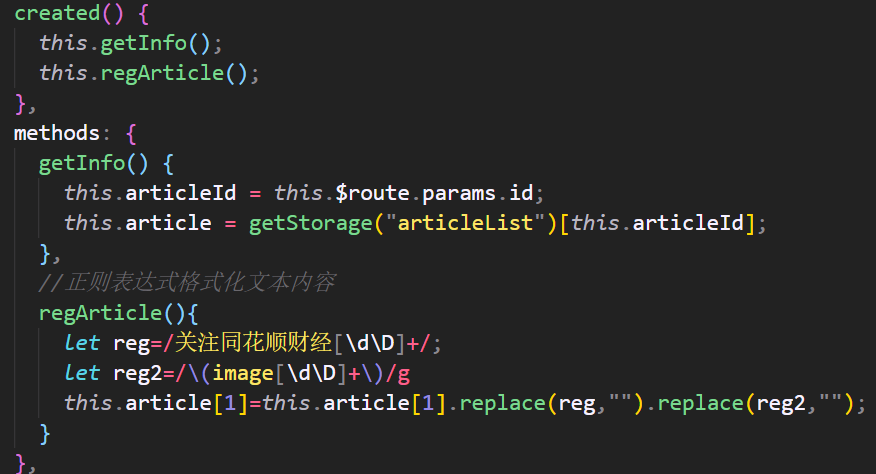 created() {
  this.getInfo();
  this.regArticle();
},
methods: {
  getInfo() {
    this.articleId = this.$route.params.id;
    this.article = getStorage("articleList")[this.articleId];
  },
  //正则表达式格式化文本内容
  regArticle(){
    let reg=/关注同花顺财经[\d\D]+/;
    let reg2=/\(image[\d\D]+\)/g
    this.article[1]=this.article[1].replace(reg,"").replace(reg2,"");
  }
},